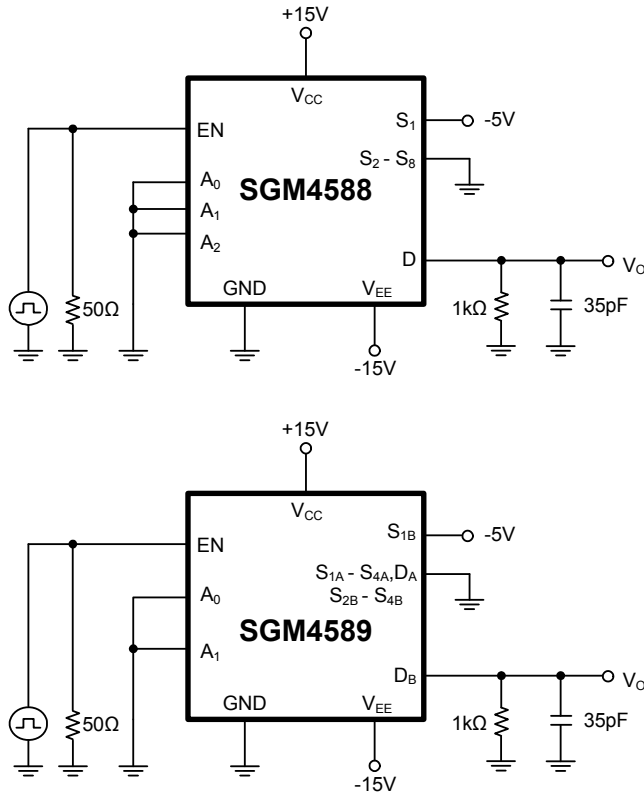 +15V
VCC
EN
S1
-5V
S2 - S8
A0
SGM4588
A1
A2
D
VO
GND
VEE
50Ω
1kΩ
35pF
-15V
+15V
VCC
EN
S1B
-5V
S1A - S4A,DA
A0
S2B - S4B
SGM4589
A1
DB
VO
GND
VEE
50Ω
1kΩ
35pF
-15V